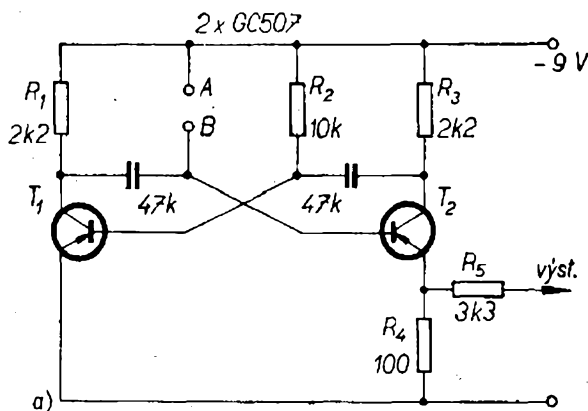 2 x GC507
- 9 V
R1
2k2
A
B
R2
10k
R3
2k2
T1
47k
47k
T2
R5
3k3
výst.
R4
100
a)